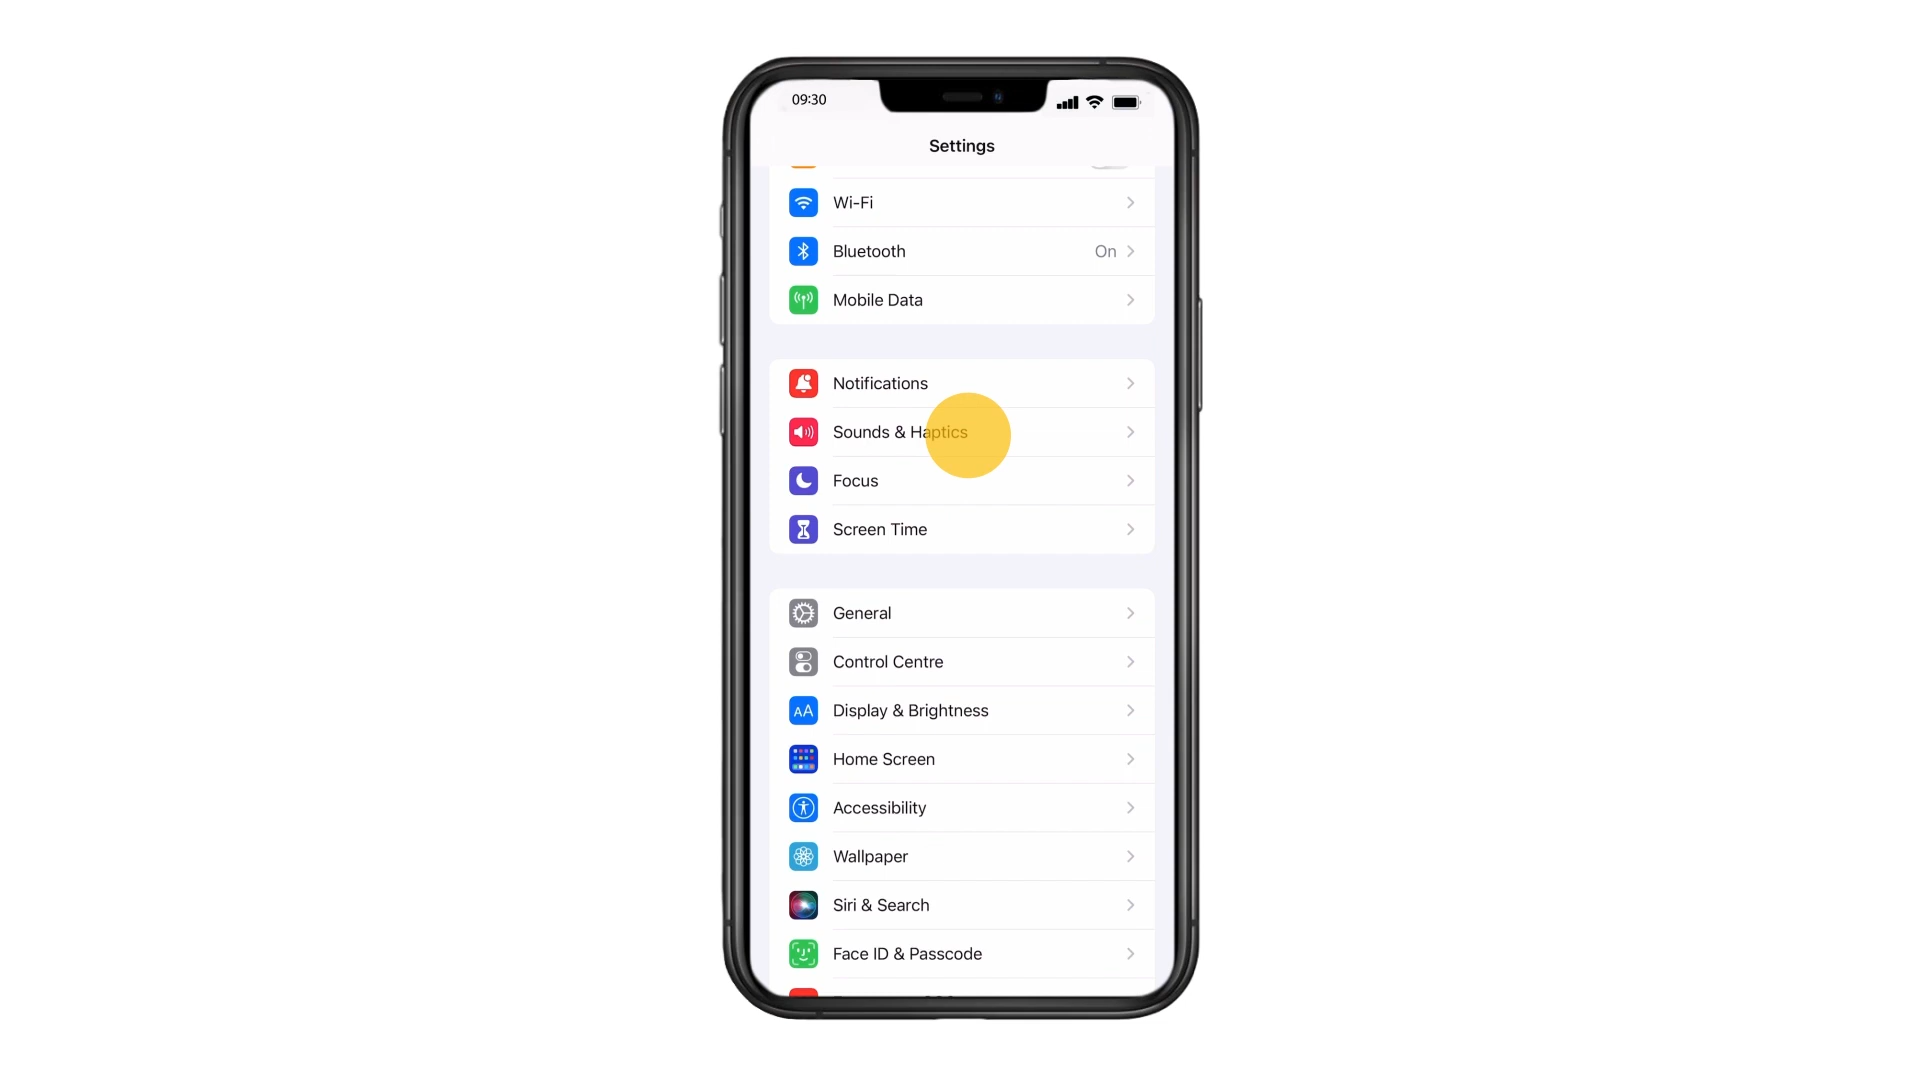 09:30
Settings
Wi-Fi
Bluetooth On
Mobile Data
Notifications
Sounds & Haptics
Focus
Screen Time
General
Control Centre
AA Display & Brightness
Home Screen
Accessibility
Wallpaper
Siri & Search
Face ID & Passcode